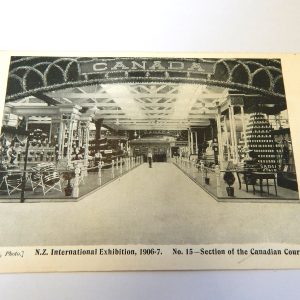 CANADA
Photo.] N.Z. International Exhibition, 1906-7. No. 15—Section of the Canadian Cour